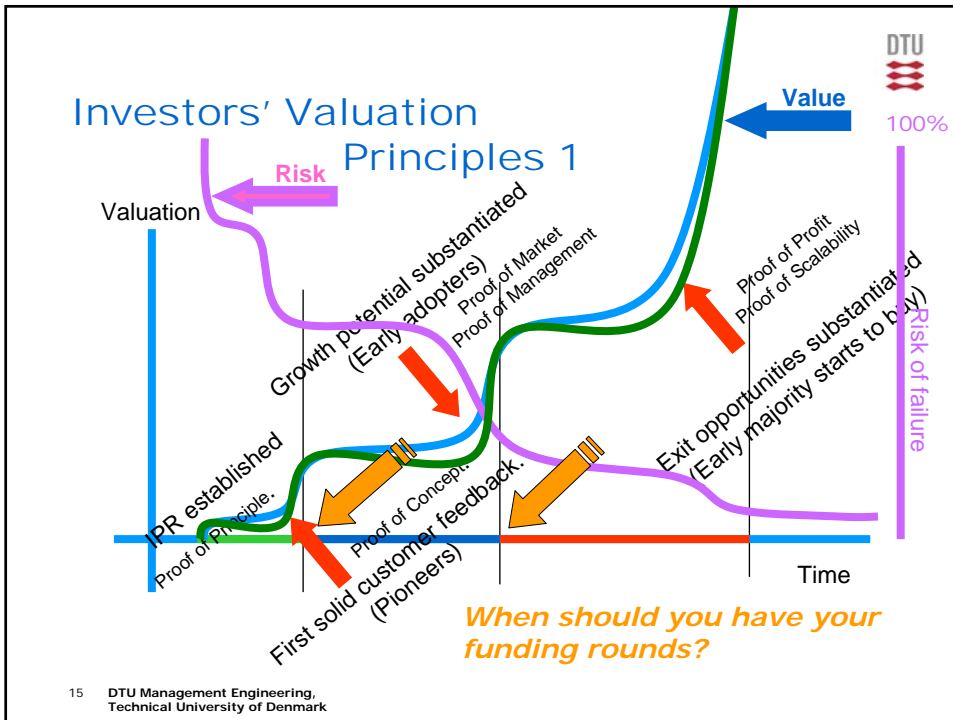 DTU
Investors' Valuation
Principles 1
Value
100%
Risk
Valuation
Growth potential substantiated
(Early adopters)
Proof of Market
Proof of Management
Proof of Profit
Proof of Scalability
IPR established
Proof of Principle.
Proof of Concept.
First solid customer feedback.
(Pioneers)
Exit opportunities substantiated
(Early majority starts to buy)
Risk of failure
Time
When should you have your
funding rounds?
15 DTU Management Engineering,
Technical University of Denmark